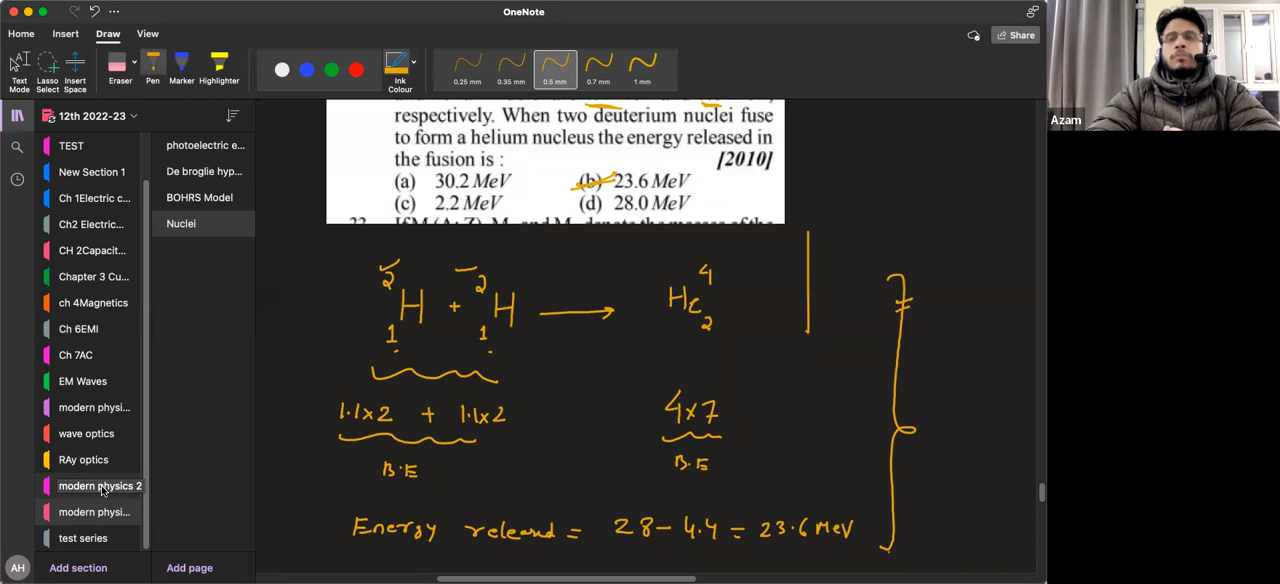 OneNote
Home Insert Draw View
Share
Text Mode
Lasso Select
Insert Space
Eraser
Pen
Marker
Highlighter
Ink Colour
0.25 mm
0.35 mm
0.5 mm
0.7 mm
1 mm
Azam
12th 2022-23
TEST
New Section 1
Ch 1Electric c...
Ch2 Electric...
CH 2Capacit...
Chapter 3 Cu...
ch 4Magnetics
Ch 6EMI
Ch 7AC
EM Waves
modern physi...
wave optics
RAy optics
modern physics 2
modern physi...
test series
AH
Add section
photoelectric e...
De broglie hyp...
BOHRS Model
Nuclei
Add page
respectively. When two deuterium nuclei fuse
to form a helium nucleus the energy released in
the fusion is : [2010]
(a) 30.2 MeV (b) 23.6 MeV
(c) 2.2 MeV (d) 28.0 MeV
2 2 4
H + H → He
1 1 2
1.1×2 + 1.1×2 4×7
B.E B.E
Energy released = 28 – 4.4 = 23.6 MeV